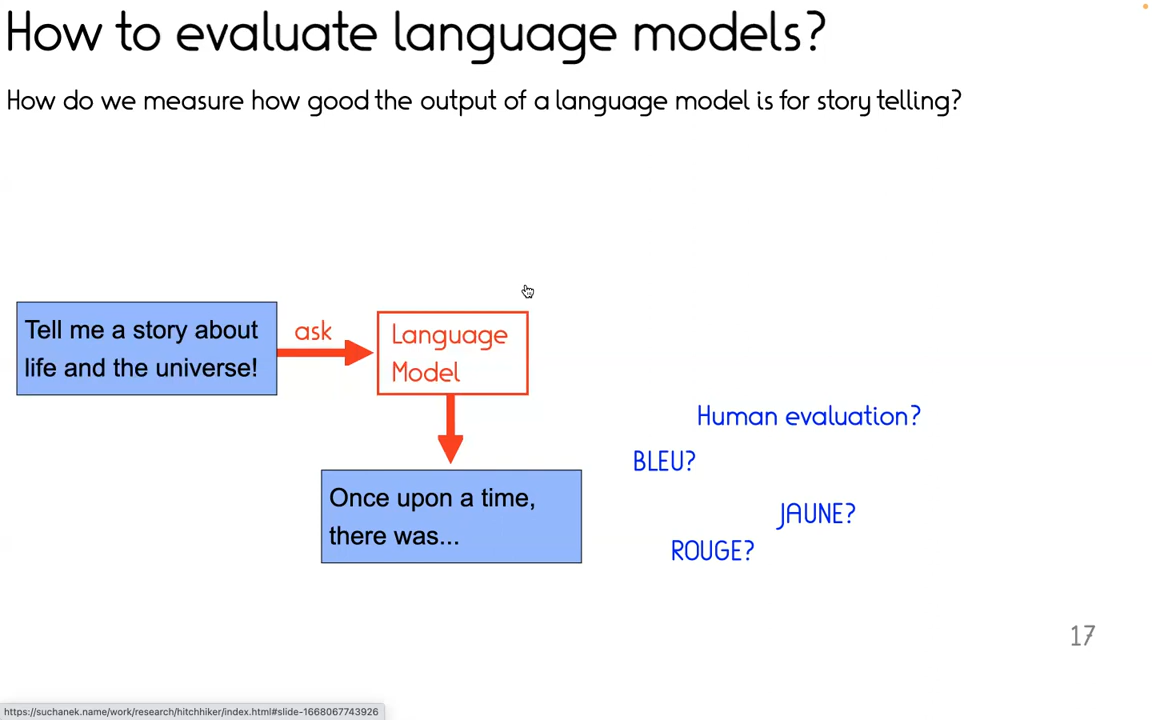 How to evaluate language models?
How do we measure how good the output of a language model is for story telling?
Tell me a story about
life and the universe!
ask
Language
Model
Once upon a time,
there was...
Human evaluation?
BLEU?
JAUNE?
ROUGE?
17
https://suchanek.name/work/research/hitchhiker/index.html#slide-1668067743926